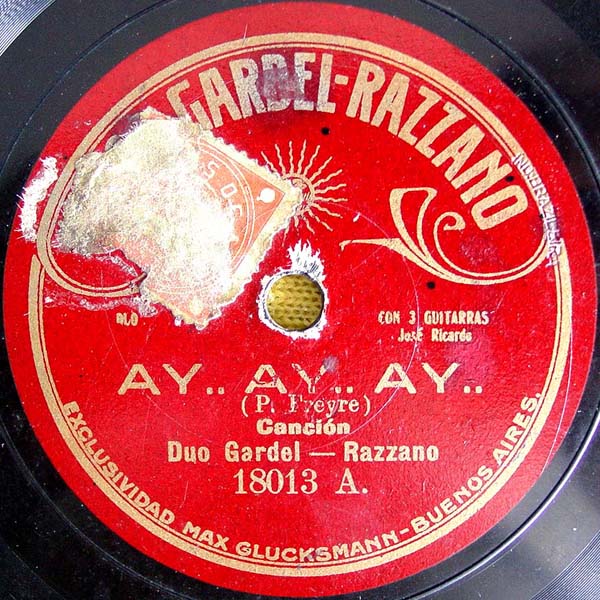 GARDEL-RAZZANO
CON 3 GUITARRAS
José Ricardo
AY.. AY.. AY..
(P. Freyre)
Canción
Duo Gardel — Razzano
18013 A.
EXCLUSIVIDAD MAX GLUCKSMANN-BUENOS AIRES.